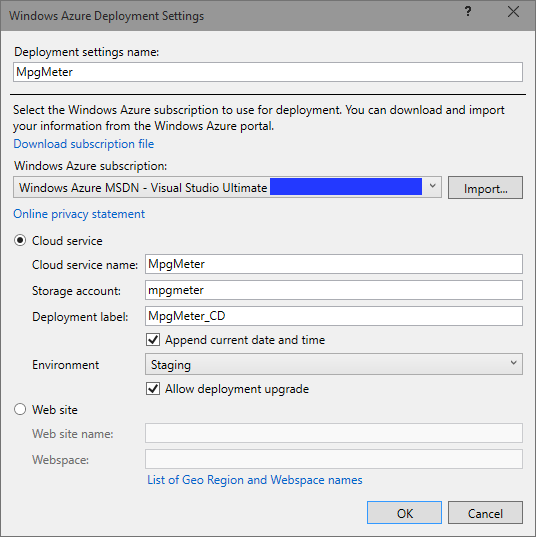 Windows Azure Deployment Settings
?
Deployment settings name:
MpgMeter
Select the Windows Azure subscription to use for deployment. You can download and import
your information from the Windows Azure portal.
Download subscription file
Windows Azure subscription:
Windows Azure MSDN - Visual Studio Ultimate
Import...
Online privacy statement
Cloud service
Cloud service name:
MpgMeter
Storage account:
mpgmeter
Deployment label:
MpgMeter_CD
Append current date and time
Environment
Staging
Allow deployment upgrade
Web site
Web site name:
Webspace:
List of Geo Region and Webspace names
OK
Cancel